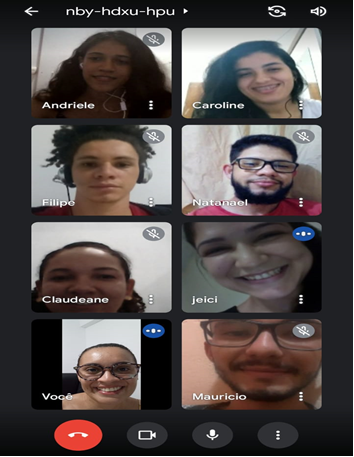 nby-hdxu-hpu
Andriele
Caroline
Filipe
Natanael
Claudeane
jeici
Você
Mauricio